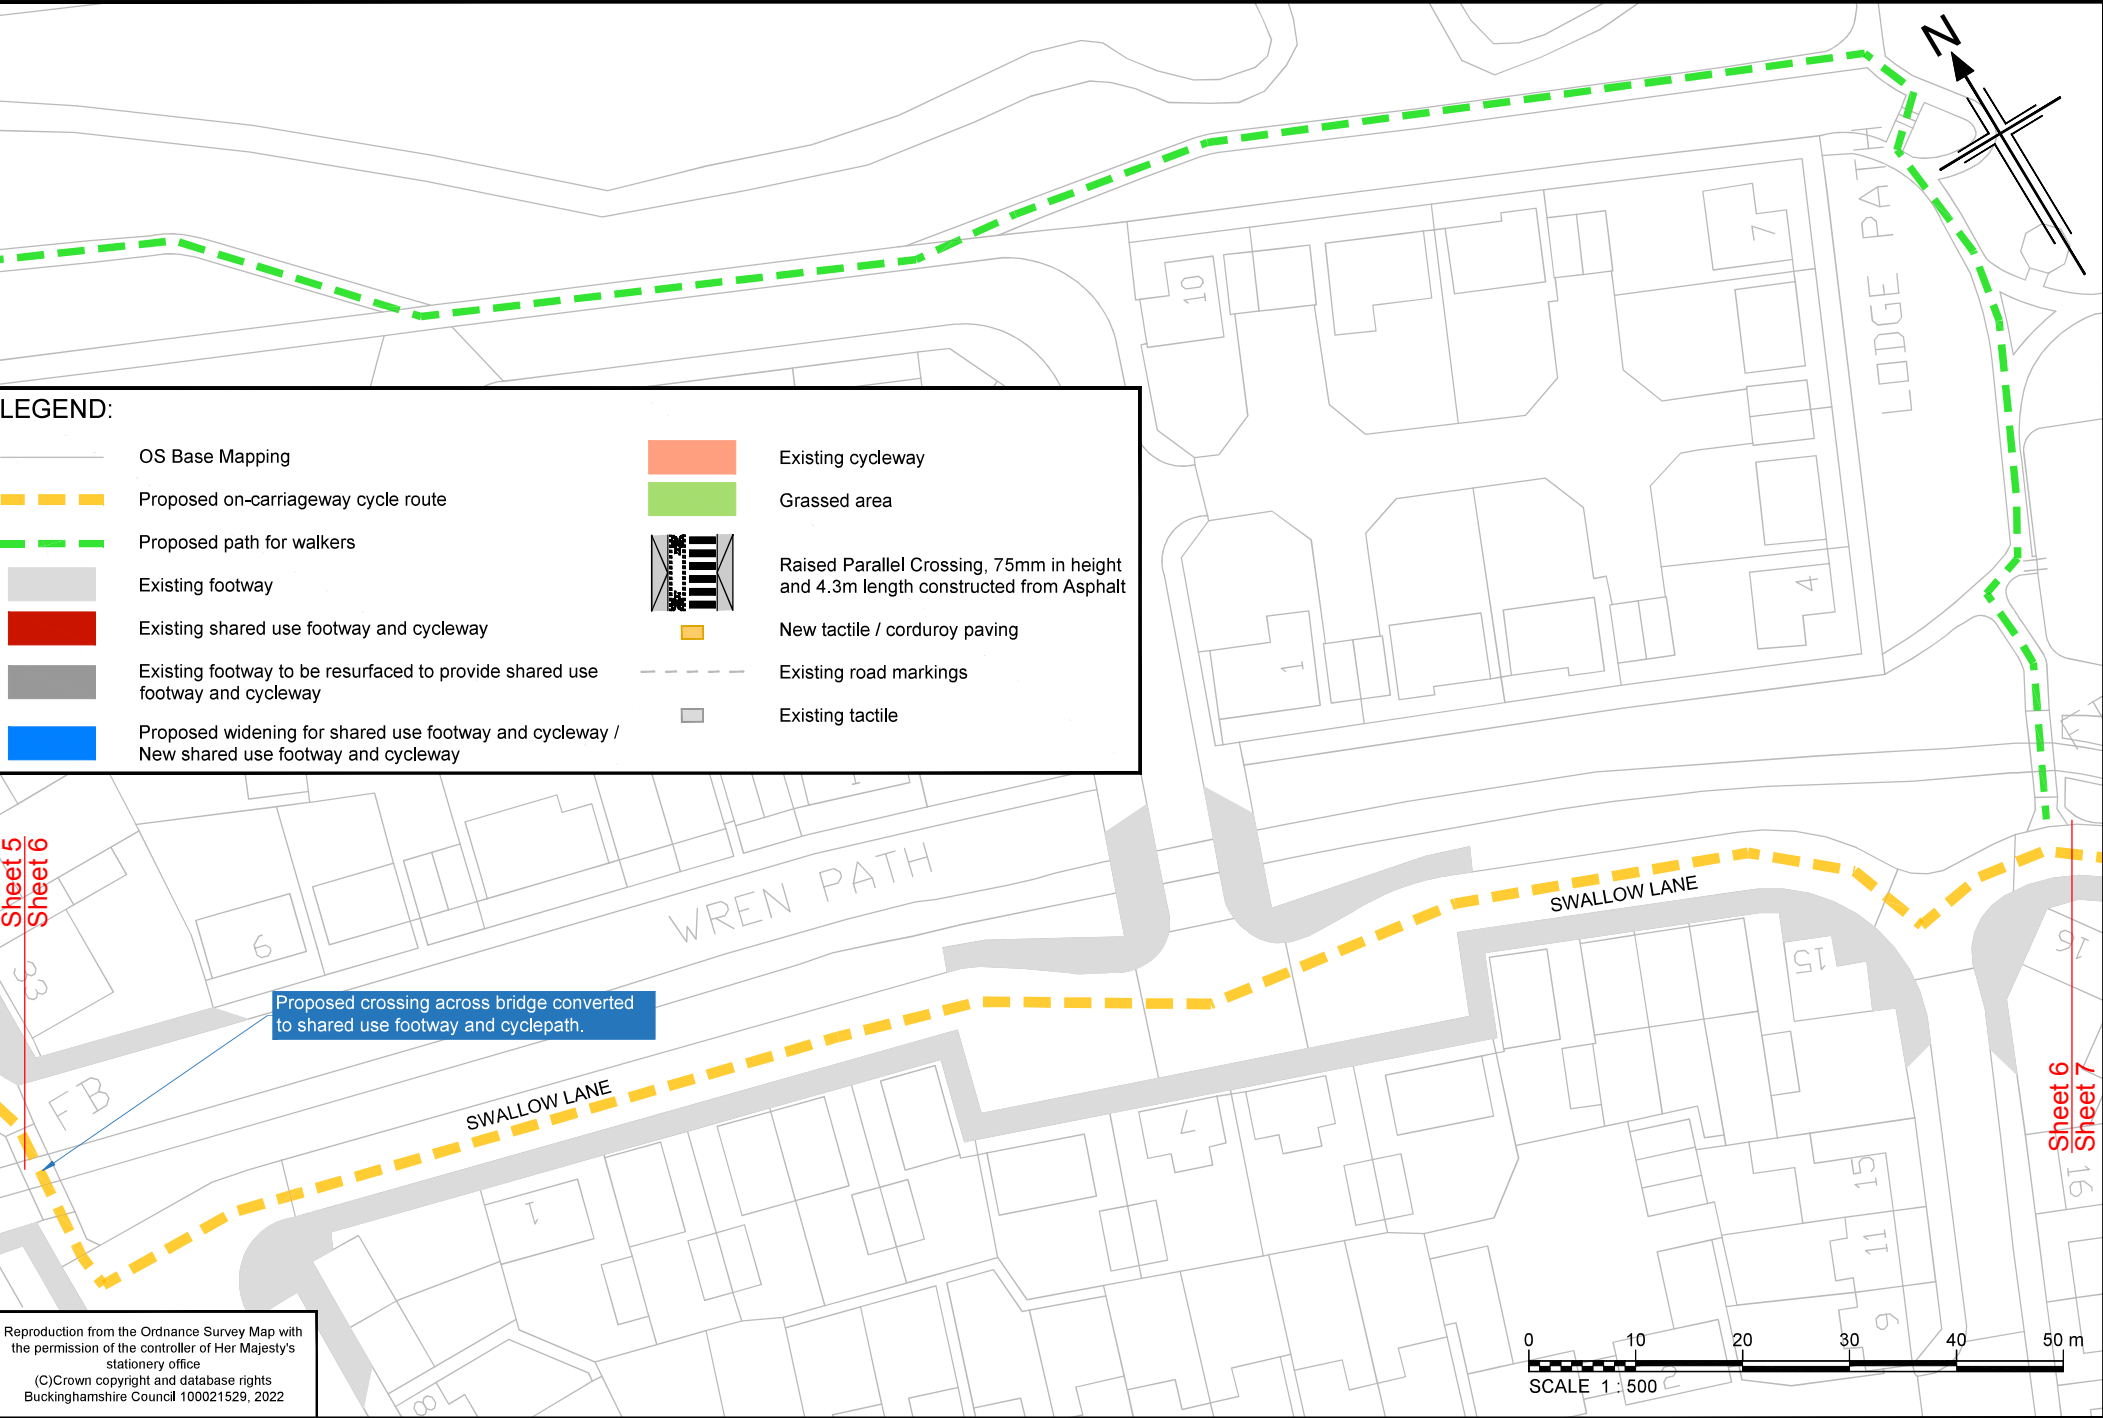 N
LODGE PATH
10
7
LEGEND:
OS Base Mapping
Proposed on-carriageway cycle route
Proposed path for walkers
Existing footway
Existing shared use footway and cycleway
Existing footway to be resurfaced to provide shared use
footway and cycleway
Proposed widening for shared use footway and cycleway /
New shared use footway and cycleway
Existing cycleway
Grassed area
Raised Parallel Crossing, 75mm in height
and 4.3m length constructed from Asphalt
New tactile / corduroy paving
Existing road markings
Existing tactile
4
1
Sheet 5
Sheet 6
33
9
WREN PATH
SWALLOW LANE
15
16
Proposed crossing across bridge converted
to shared use footway and cyclepath.
FB
SWALLOW LANE
1
7
Sheet 6
Sheet 7
15
11
9
16
8
Reproduction from the Ordnance Survey Map with
the permission of the controller of Her Majesty's
stationery office
(C)Crown copyright and database rights
Buckinghamshire Council 100021529, 2022
0 10 20 30 40 50 m
SCALE 1 : 500